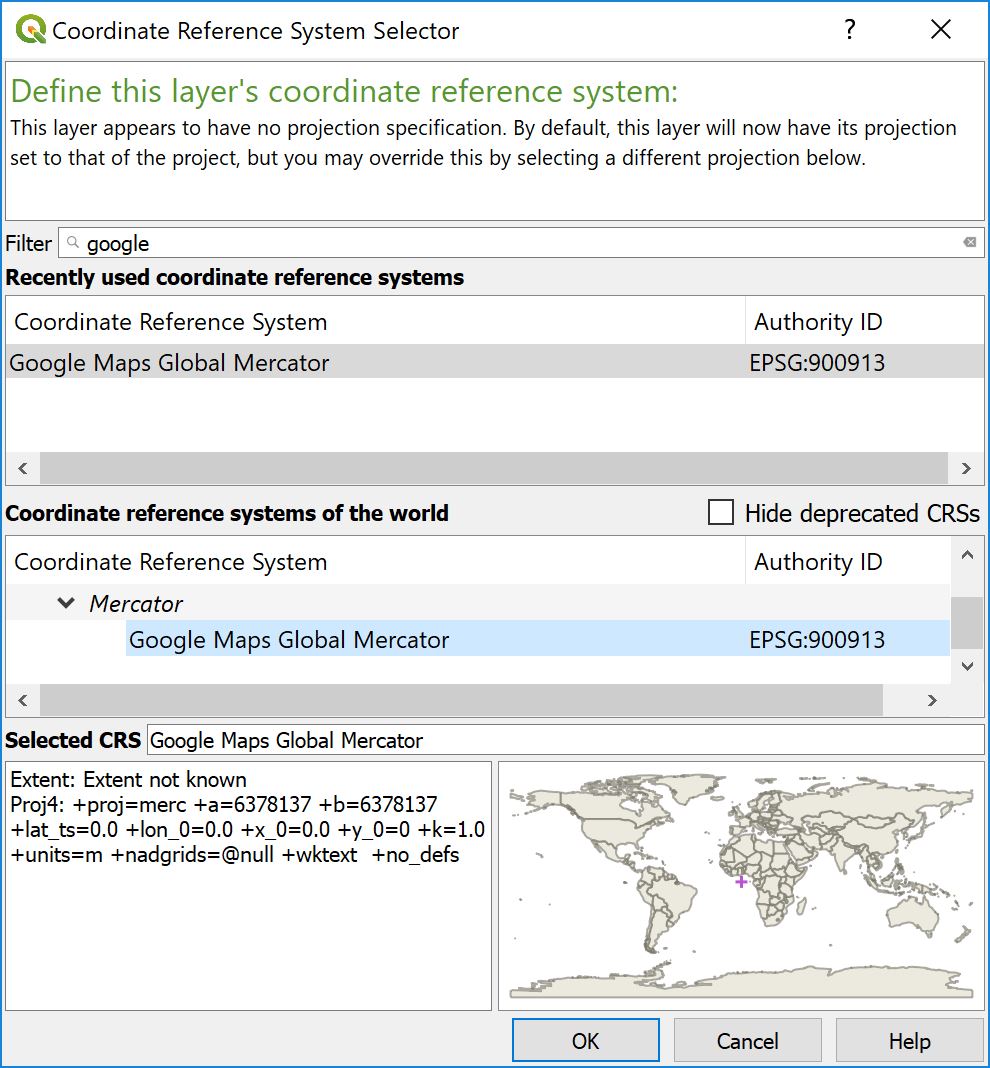 Coordinate Reference System Selector ?
Define this layer's coordinate reference system:
This layer appears to have no projection specification. By default, this layer will now have its projection
set to that of the project, but you may override this by selecting a different projection below.
Filter google
Recently used coordinate reference systems
Coordinate Reference System Authority ID
Google Maps Global Mercator EPSG:900913
Coordinate reference systems of the world Hide deprecated CRSs
Coordinate Reference System Authority ID
Mercator
Google Maps Global Mercator EPSG:900913
Selected CRS Google Maps Global Mercator
Extent: Extent not known
Proj4: +proj=merc +a=6378137 +b=6378137
+lat_ts=0.0 +lon_0=0.0 +x_0=0.0 +y_0=0 +k=1.0
+units=m +nadgrids=@null +wktext  +no_defs
OK Cancel Help